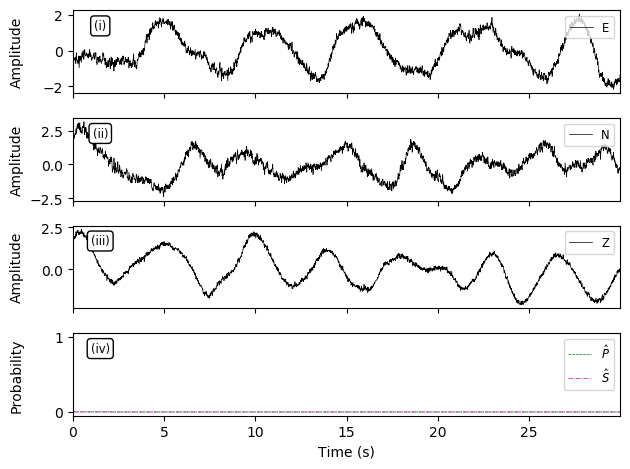 Amplitude
2
0
−2
(i)
E
Amplitude
2.5
0.0
−2.5
(ii)
N
Amplitude
2.5
0.0
(iii)
Z
Probability
1
0
(iv)
P̂
Ŝ
0 5 10 15 20 25
Time (s)